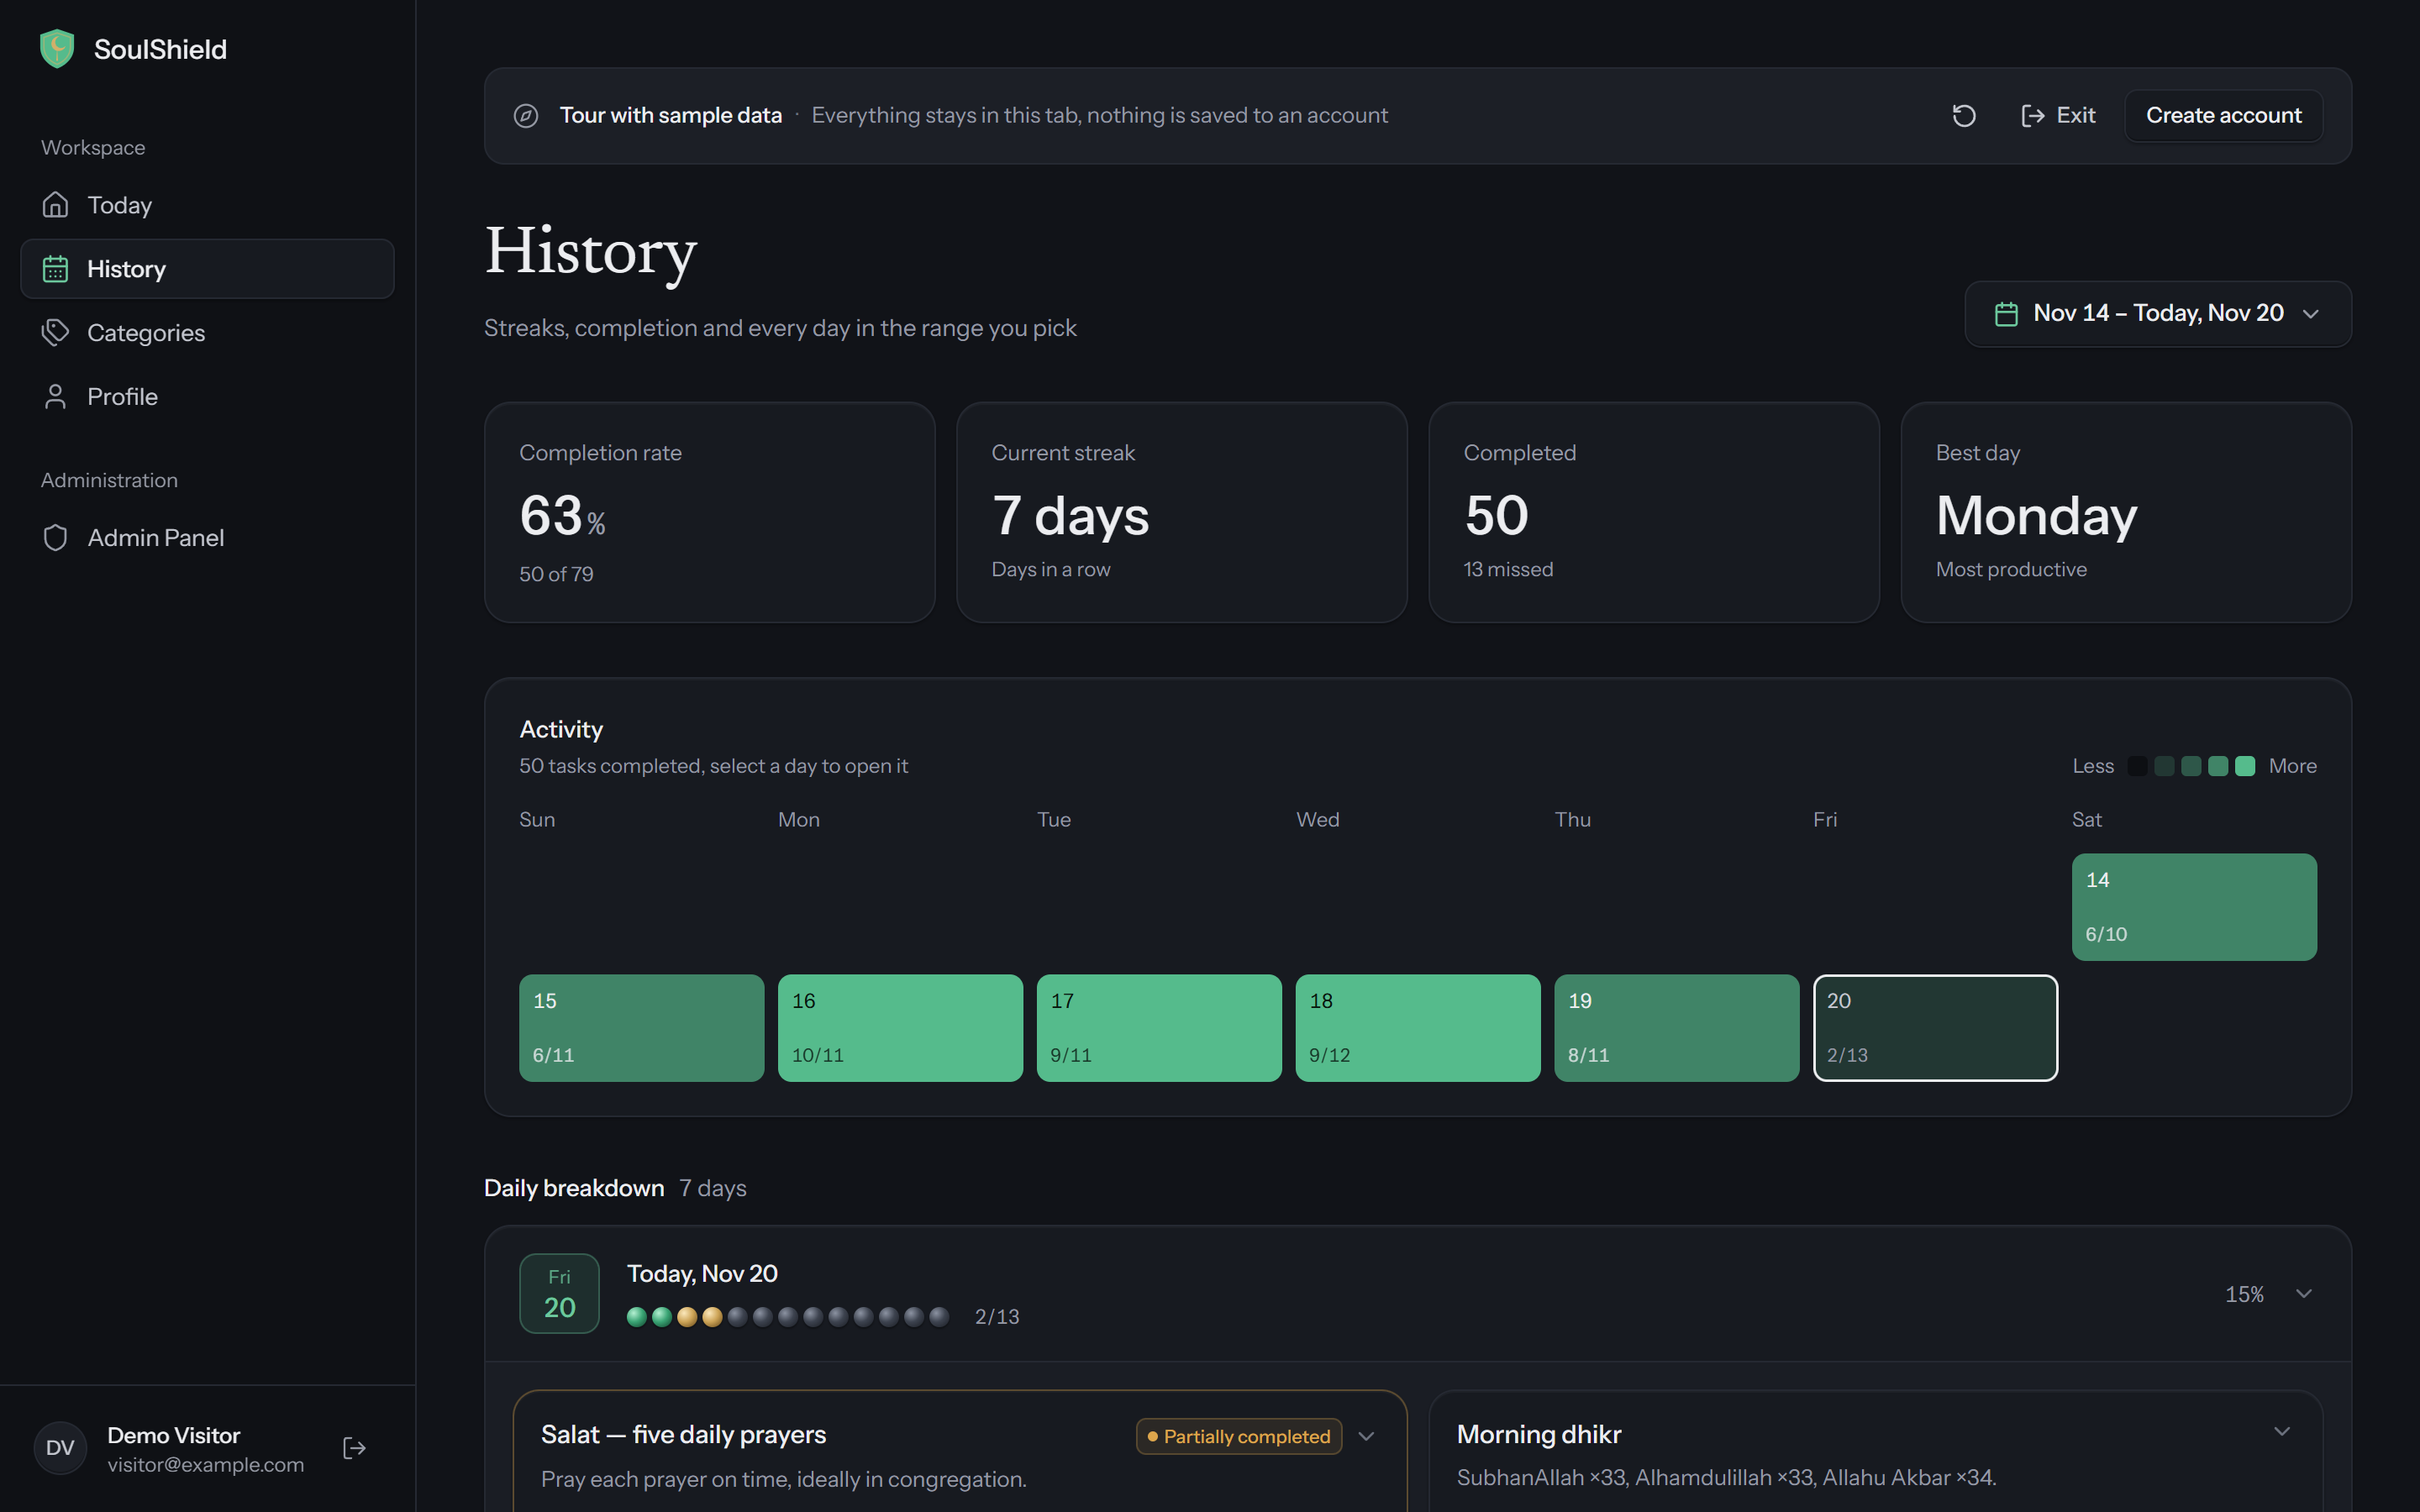 SoulShield
Workspace
Today
History
Categories
Profile
Administration
Admin Panel
DV
Demo Visitor
visitor@example.com
Tour with sample data · Everything stays in this tab, nothing is saved to an account
Exit
Create account
History
Streaks, completion and every day in the range you pick
Nov 14 – Today, Nov 20
Completion rate
63%
50 of 79
Current streak
7 days
Days in a row
Completed
50
13 missed
Best day
Monday
Most productive
Activity
50 tasks completed, select a day to open it
Less
More
Sun Mon Tue Wed Thu Fri Sat
14
6/10
15 16 17 18 19 20
6/11 10/11 9/11 9/12 8/11 2/13
Daily breakdown 7 days
Fri
20
Today, Nov 20
2/13
15%
Salat — five daily prayers
Partially completed
Pray each prayer on time, ideally in congregation.
Morning dhikr
SubhanAllah ×33, Alhamdulillah ×33, Allahu Akbar ×34.